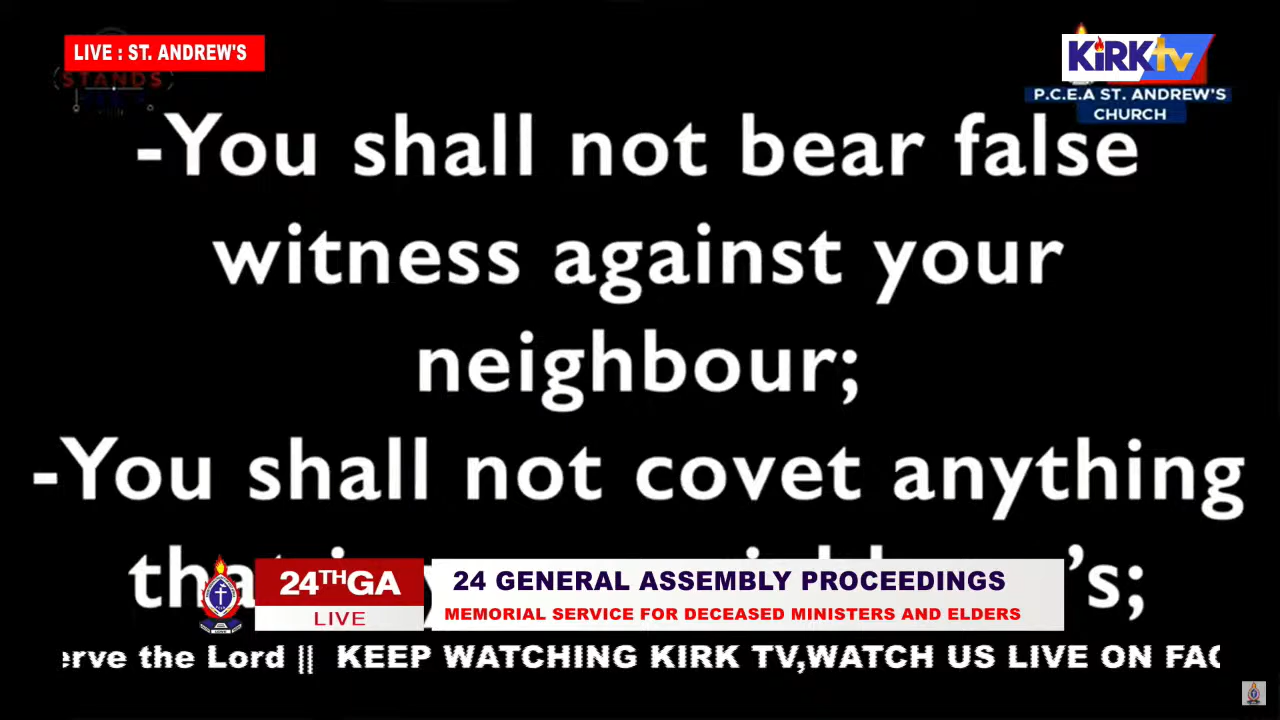 LIVE : ST. ANDREW'S
STANDS
KiRKtv
P.C.E.A ST. ANDREW'S
CHURCH
-You shall not bear false
witness against your
neighbour;
-You shall not covet anything
's;
24THGA
LIVE
24 GENERAL ASSEMBLY PROCEEDINGS
MEMORIAL SERVICE FOR DECEASED MINISTERS AND ELDERS
erve the Lord || KEEP WATCHING KIRK TV,WATCH US LIVE ON FAC